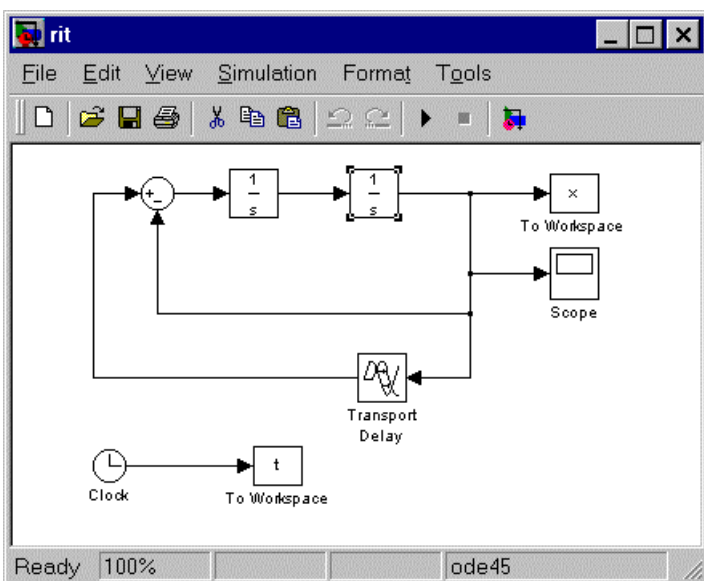 rit
File Edit View Simulation Format Tools
+
-
1
s
1
s
x
To Workspace
Scope
Transport
Delay
t
Clock
To Workspace
Ready 100% ode45